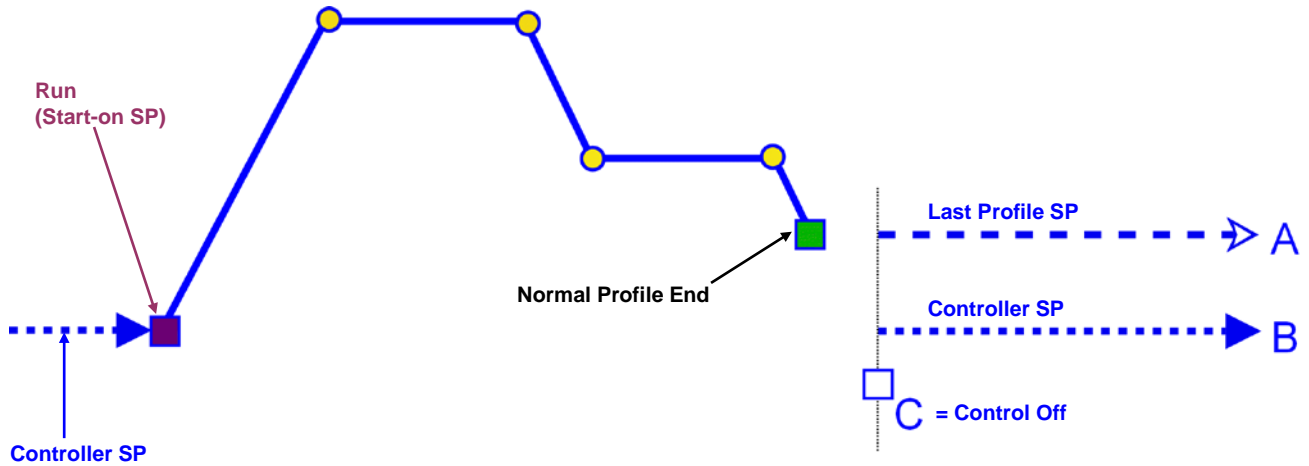 Run
(Start-on SP)
Last Profile SP
A
Normal Profile End
Controller SP
B
C = Control Off
Controller SP